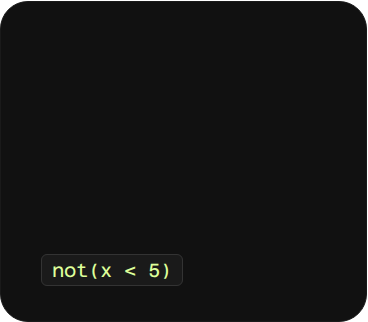 not(x < 5)